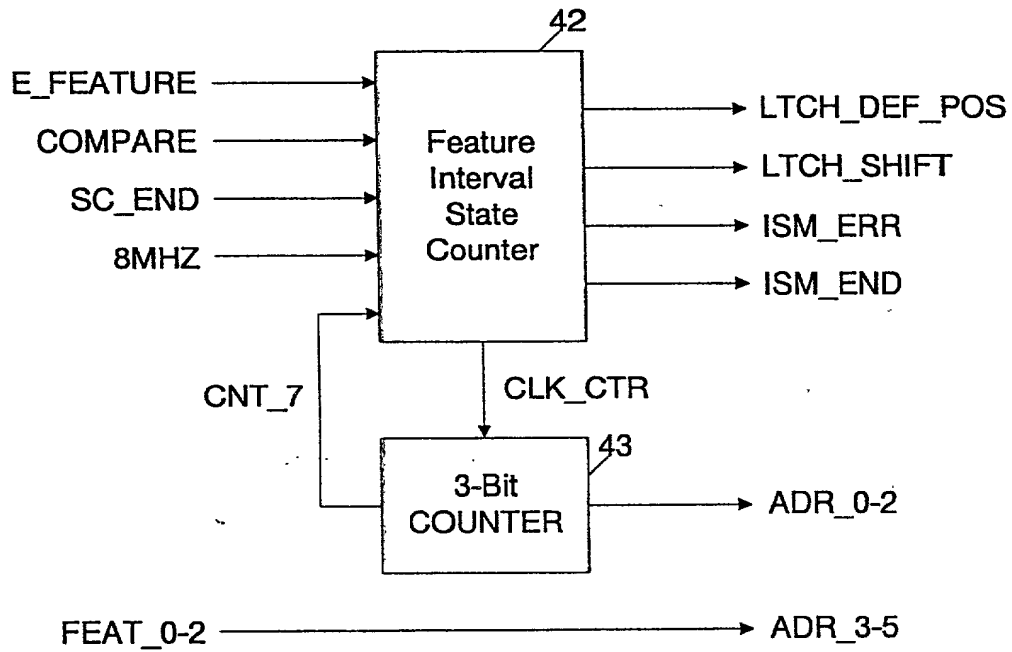 42
E_FEATURE
COMPARE
SC_END
8MHZ
Feature
Interval
State
Counter
LTCH_DEF_POS
LTCH_SHIFT
ISM_ERR
ISM_END
CNT_7
CLK_CTR
43
3-Bit
COUNTER
ADR_0-2
FEAT_0-2
ADR_3-5